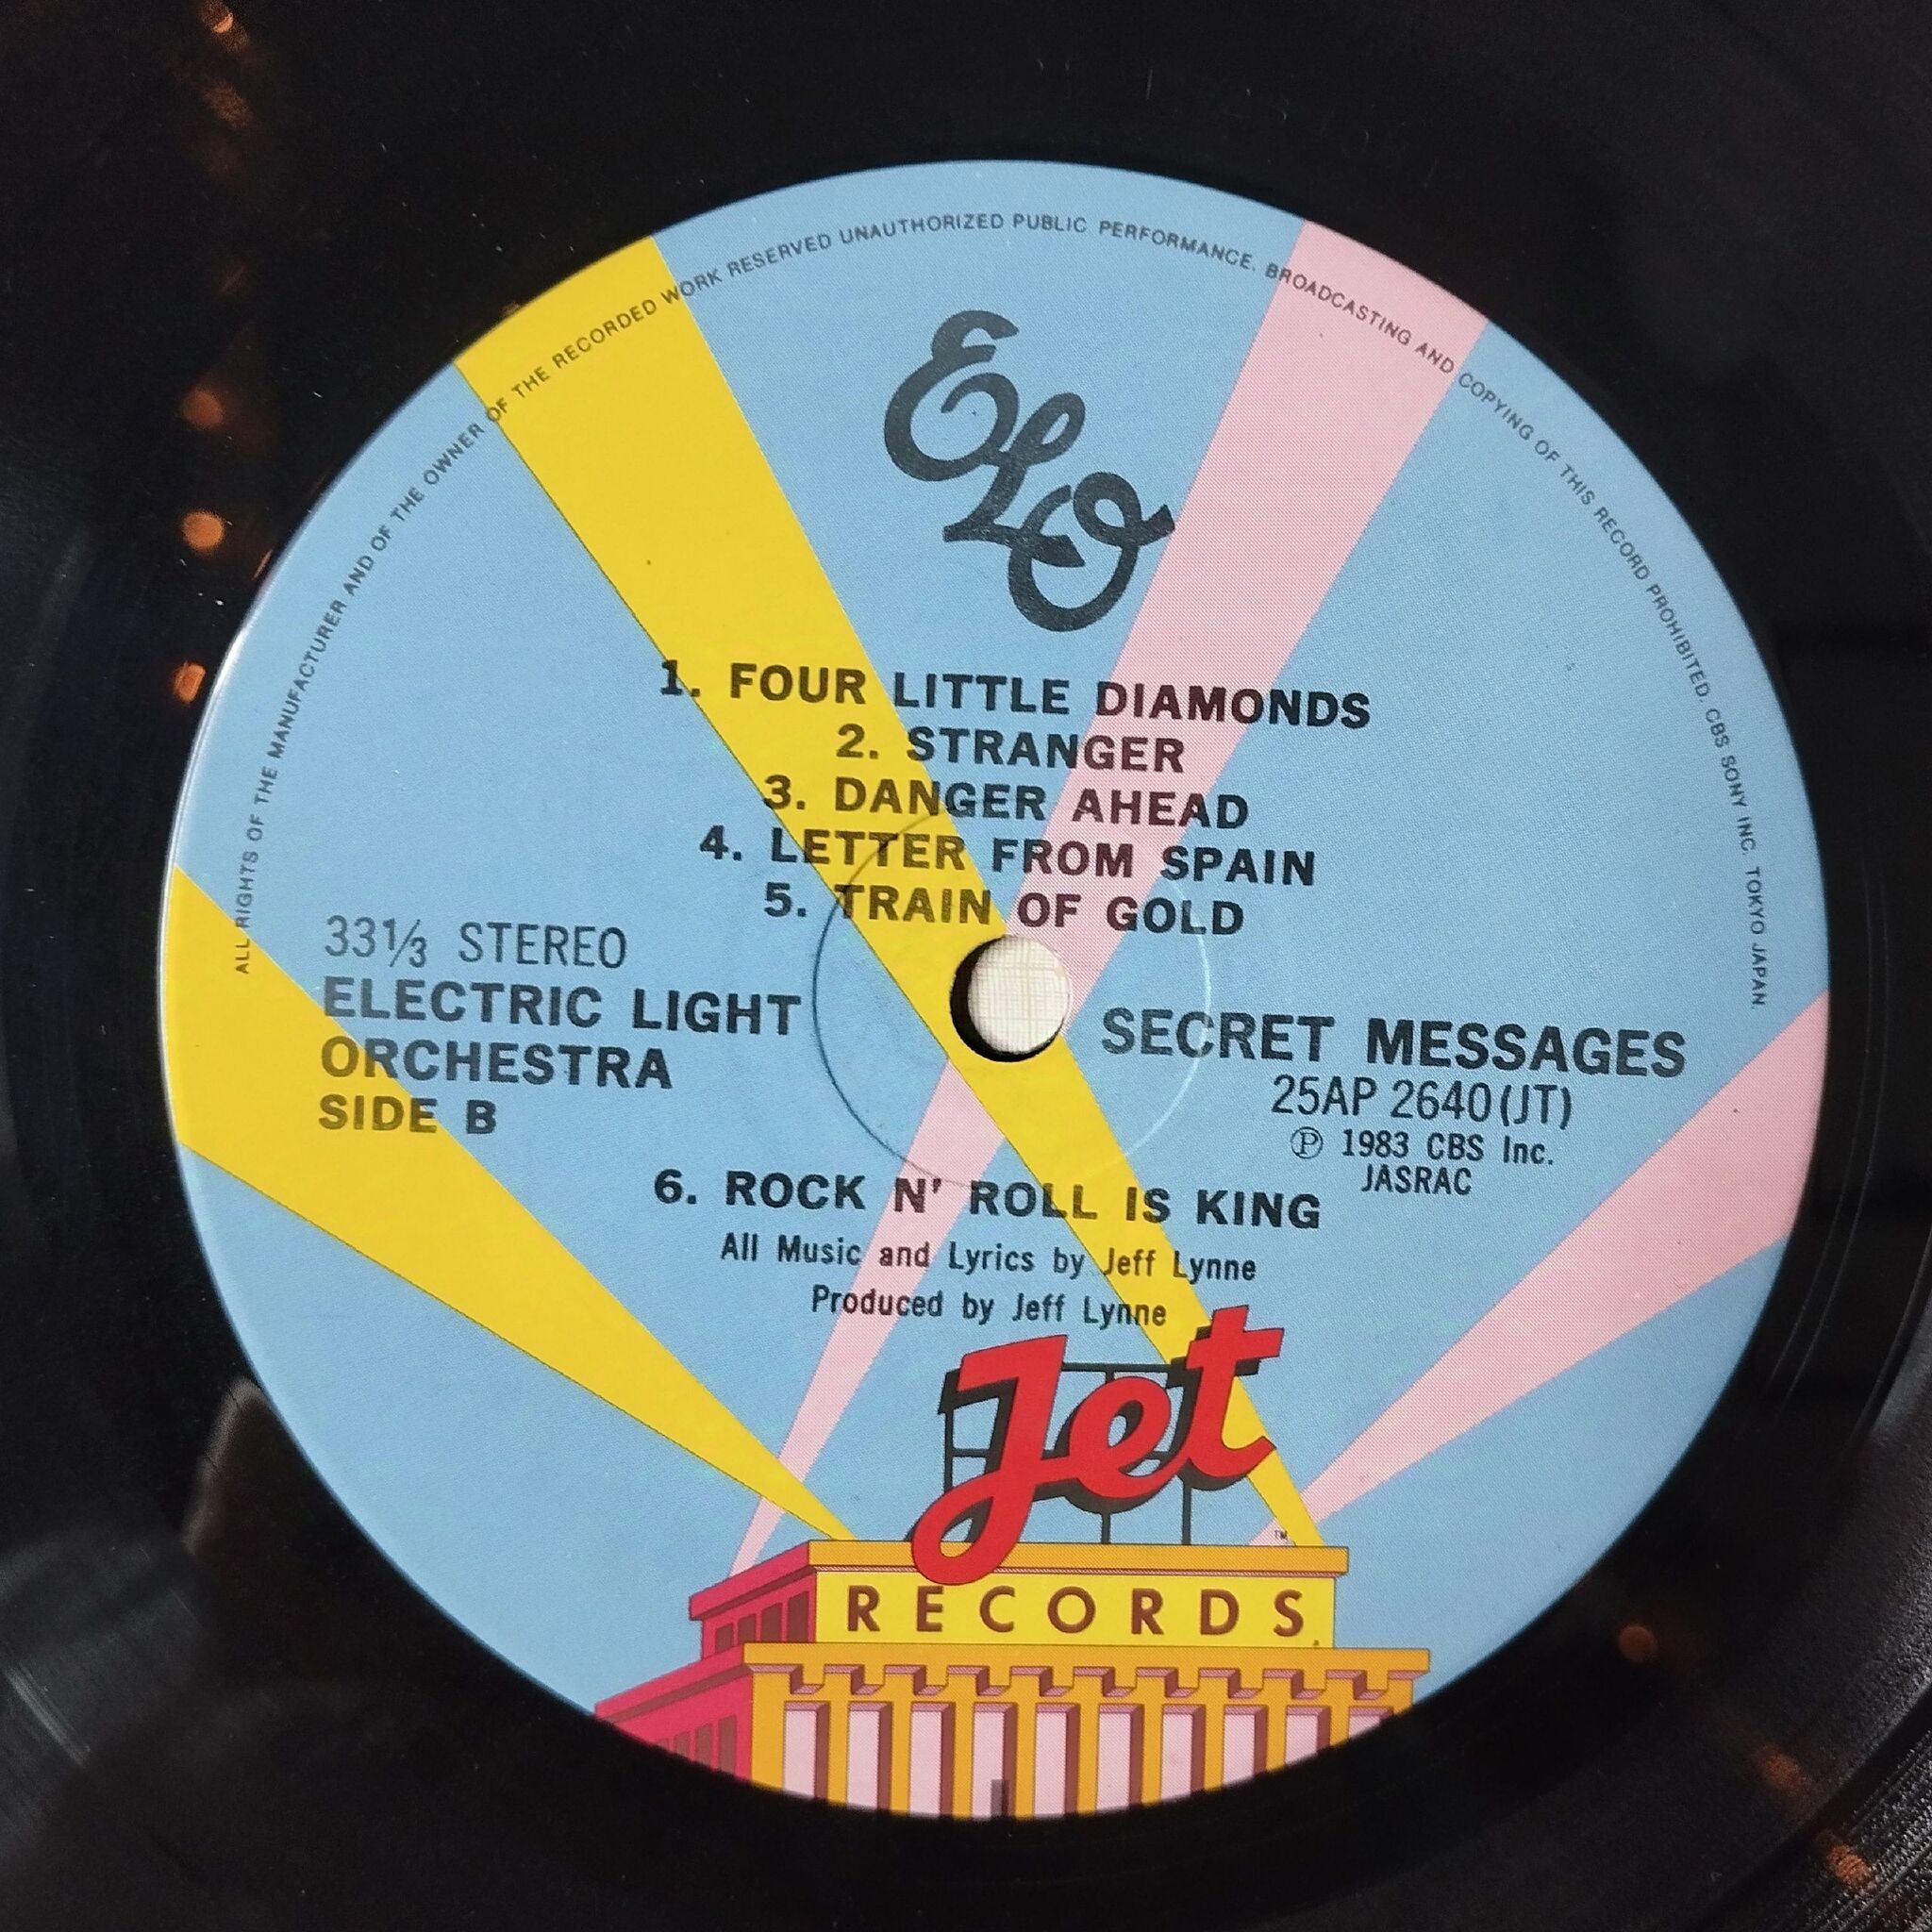 ALL RIGHTS OF THE MANUFACTURER AND OF THE OWNER OF THE RECORDED WORK RESERVED UNAUTHORIZED PUBLIC PERFORMANCE. BROADCASTING AND COPYING OF THIS RECORD PROHIBITED. CBS SONY INC. TOKYO JAPAN.
ELO
1. FOUR LITTLE DIAMONDS
2. STRANGER
3. DANGER AHEAD
4. LETTER FROM SPAIN
5. TRAIN OF GOLD
33⅓ STEREO
ELECTRIC LIGHT
ORCHESTRA
SIDE B
SECRET MESSAGES
25AP 2640(JT)
℗ 1983 CBS Inc.
JASRAC
6. ROCK N' ROLL IS KING
All Music and Lyrics by Jeff Lynne
Produced by Jeff Lynne
Jet
TM
RECORDS